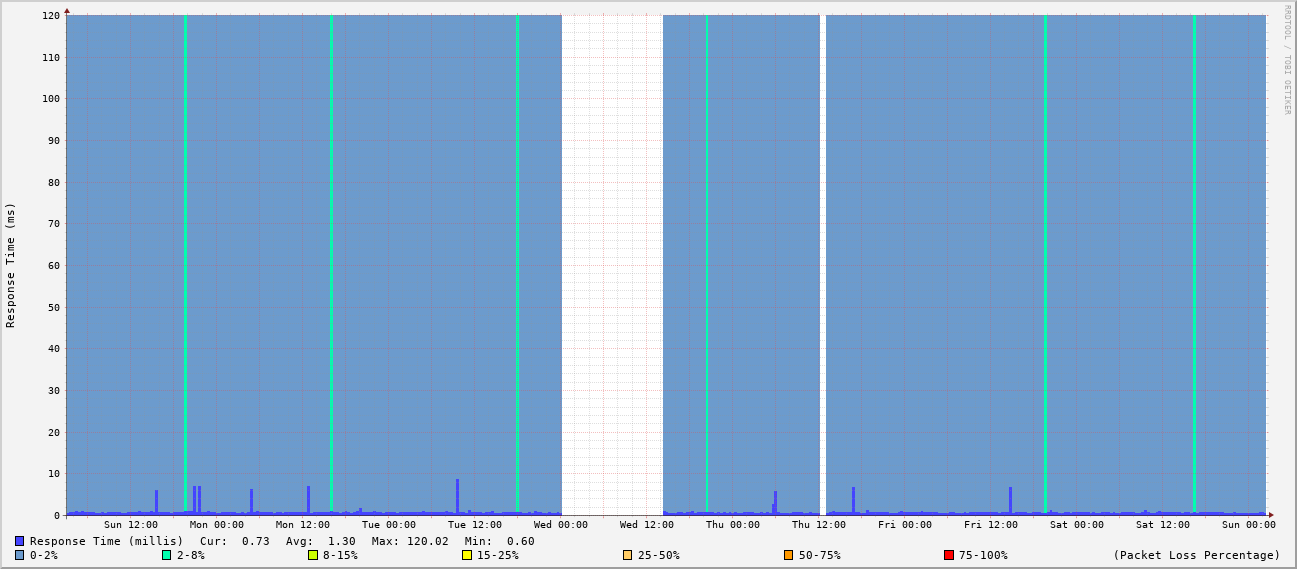 RRDTOOL / TOBI OETIKER
Response Time (ms)
120
110
100
90
80
70
60
50
40
30
20
10
0
Sun 12:00 Mon 00:00 Mon 12:00 Tue 00:00 Tue 12:00 Wed 00:00 Wed 12:00 Thu 00:00 Thu 12:00 Fri 00:00 Fri 12:00 Sat 00:00 Sat 12:00 Sun 00:00
Response Time (millis) Cur: 0.73 Avg: 1.30 Max: 120.02 Min: 0.60
0-2% 2-8% 8-15% 15-25% 25-50% 50-75% 75-100% (Packet Loss Percentage)